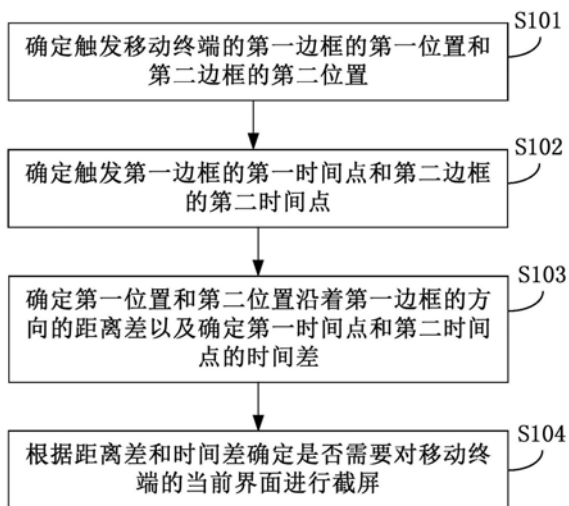 S101
确定触发移动终端的第一边框的第一位置和
第二边框的第二位置
S102
确定触发第一边框的第一时间点和第二边框
的第二时间点
S103
确定第一位置和第二位置沿着第一边框的方
向的距离差以及确定第一时间点和第二时间
点的时间差
S104
根据距离差和时间差确定是否需要对移动终
端的当前界面进行截屏